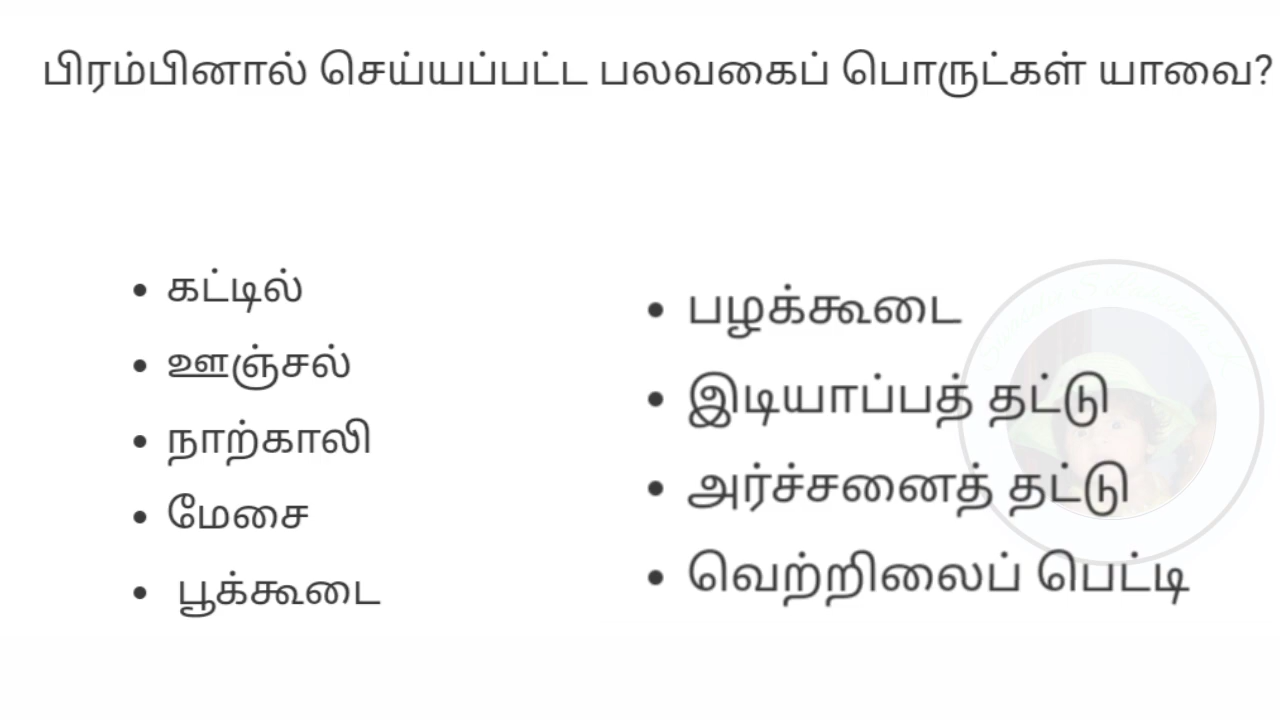 பிரம்பினால் செய்யப்பட்ட பலவகைப் பொருட்கள் யாவை?
• கட்டில்
• ஊஞ்சல்
• நாற்காலி
• மேசை
• பூக்கூடை
• பழக்கூடை
• இடியாப்பத் தட்டு
• அர்ச்சனைத் தட்டு
• வெற்றிலைப் பெட்டி